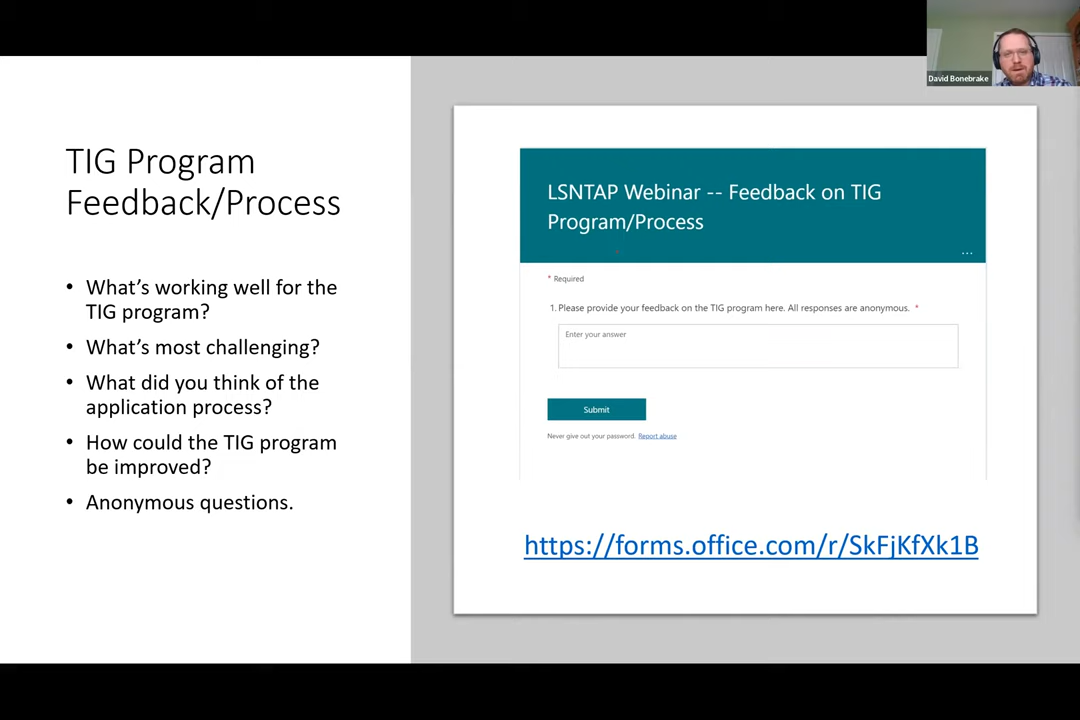 David Bonebrake
TIG Program
Feedback/Process
• What's working well for the
TIG program?
• What's most challenging?
• What did you think of the
application process?
• How could the TIG program
be improved?
• Anonymous questions.
LSNTAP Webinar -- Feedback on TIG
Program/Process
...
* Required
1. Please provide your feedback on the TIG program here. All responses are anonymous. *
Enter your answer
Submit
Never give out your password. Report abuse
https://forms.office.com/r/SkFjKfXk1B